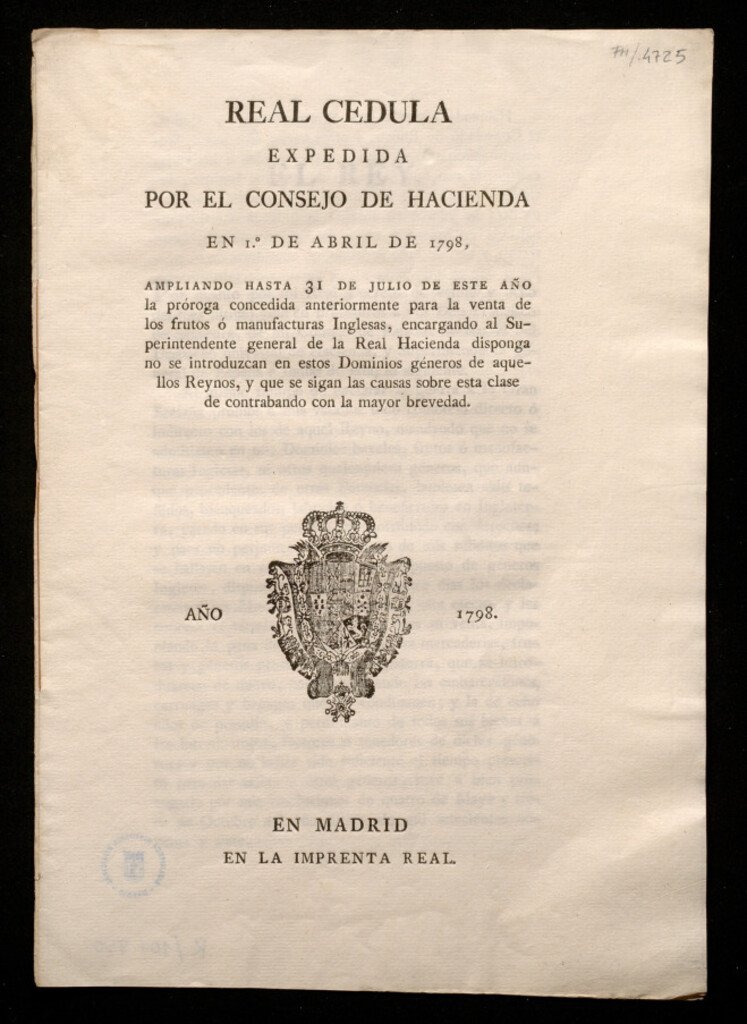 FH/.4725
REAL CEDULA
EXPEDIDA
POR EL CONSEJO DE HACIENDA
EN 1.º DE ABRIL DE 1798,
AMPLIANDO HASTA 31 DE JULIO DE ESTE AÑO
la próroga concedida anteriormente para la venta de
los frutos ó manufacturas Inglesas, encargando al Su-
perintendente general de la Real Hacienda disponga
no se introduzcan en estos Dominios géneros de aque-
llos Reynos, y que se sigan las causas sobre esta clase
de contrabando con la mayor brevedad.
AÑO 1798.
EN MADRID
EN LA IMPRENTA REAL.